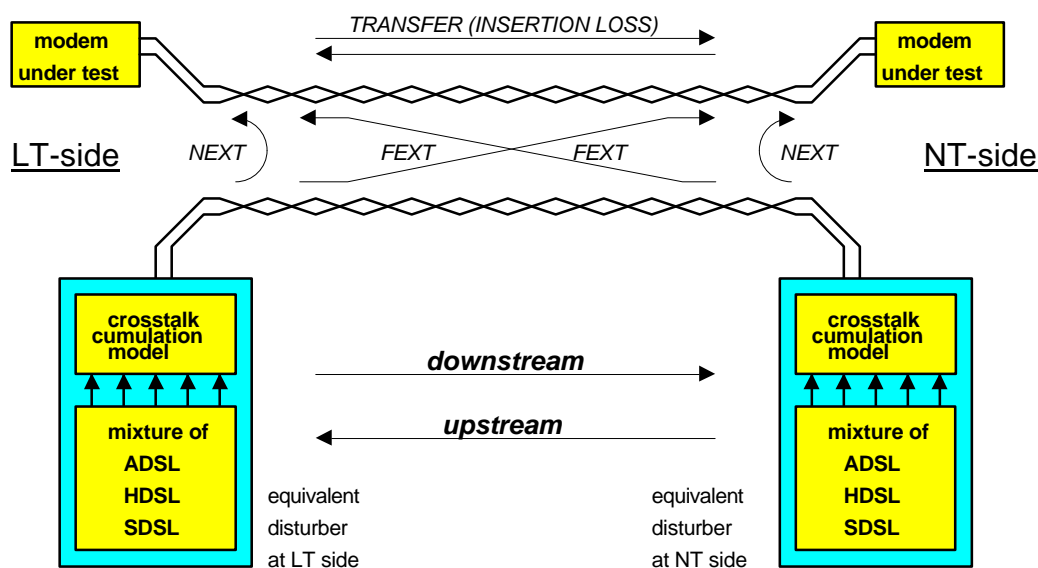 TRANSFER (INSERTION LOSS)
modem
under test
modem
under test
LT-side
NEXT
FEXT
FEXT
NEXT
NT-side
crosstalk
cumulation
model
downstream
crosstalk
cumulation
model
upstream
mixture of
ADSL
HDSL
SDSL
equivalent
disturber
at LT side
equivalent
disturber
at NT side
mixture of
ADSL
HDSL
SDSL